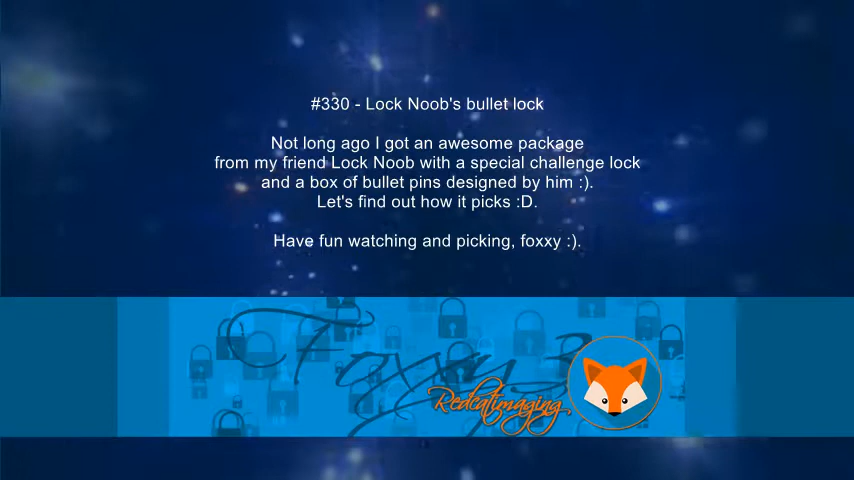 #330 - Lock Noob's bullet lock
Not long ago I got an awesome package
from my friend Lock Noob with a special challenge lock
and a box of bullet pins designed by him :).
Let's find out how it picks :D.
Have fun watching and picking, foxxy :).
Foxxy 3
Redcatimaging